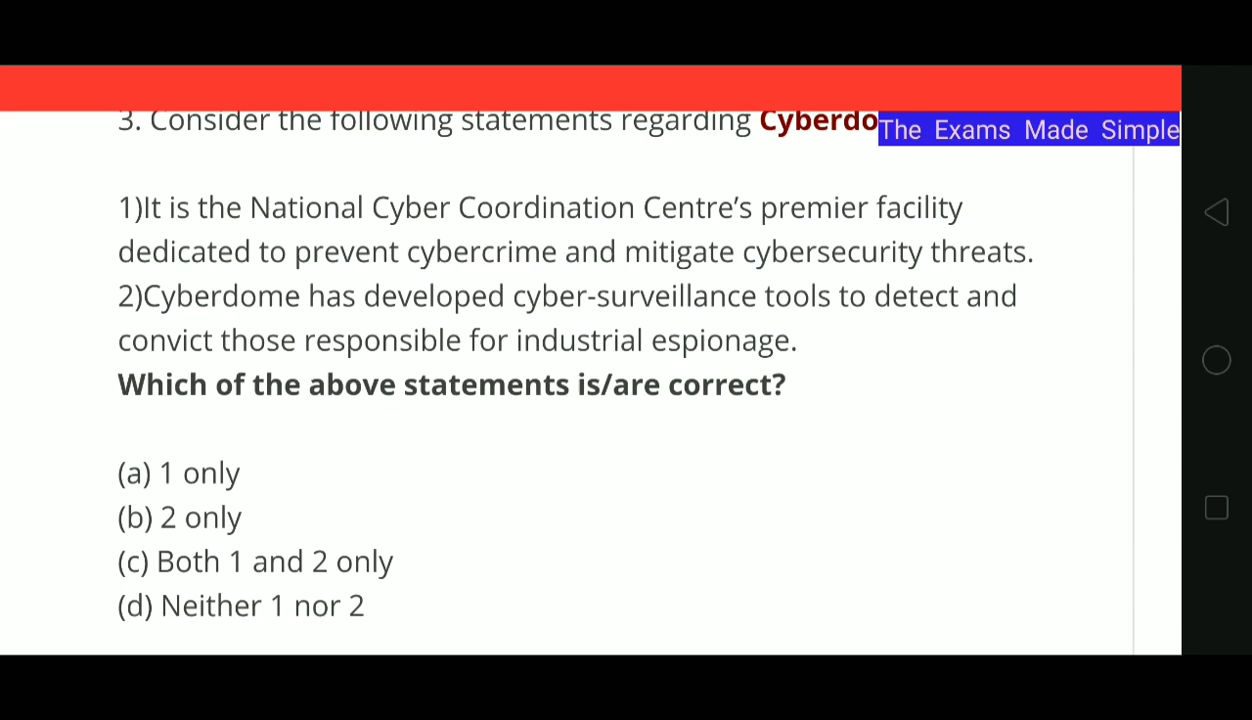 3. Consider the following statements regarding Cyberdo
The Exams Made Simple
1)It is the National Cyber Coordination Centre’s premier facility
dedicated to prevent cybercrime and mitigate cybersecurity threats.
2)Cyberdome has developed cyber-surveillance tools to detect and
convict those responsible for industrial espionage.
Which of the above statements is/are correct?
(a) 1 only
(b) 2 only
(c) Both 1 and 2 only
(d) Neither 1 nor 2